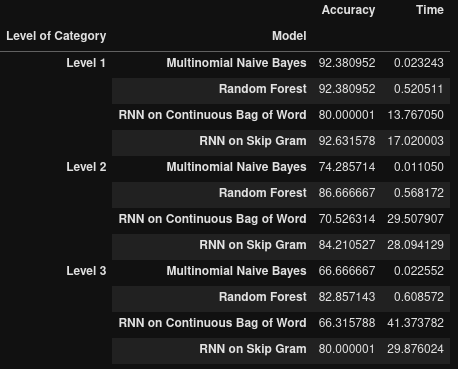 Accuracy Time
Level of Category Model
Level 1 Multinomial Naive Bayes 92.380952 0.023243
Random Forest 92.380952 0.520511
RNN on Continuous Bag of Word 80.000001 13.767050
RNN on Skip Gram 92.631578 17.020003
Level 2 Multinomial Naive Bayes 74.285714 0.011050
Random Forest 86.666667 0.568172
RNN on Continuous Bag of Word 70.526314 29.507907
RNN on Skip Gram 84.210527 28.094129
Level 3 Multinomial Naive Bayes 66.666667 0.022552
Random Forest 82.857143 0.608572
RNN on Continuous Bag of Word 66.315788 41.373782
RNN on Skip Gram 80.000001 29.876024